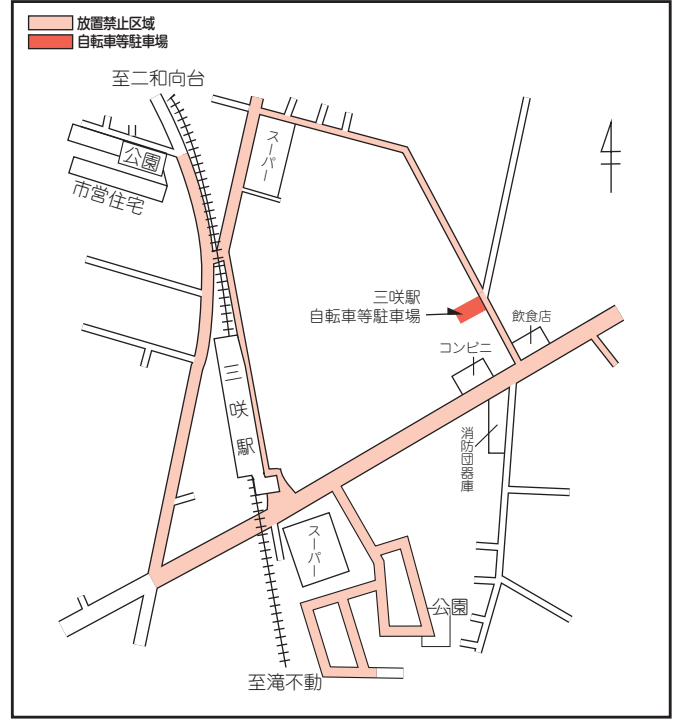 放置禁止区域
自転車等駐車場
至二和向台
スーパー
公園
市営住宅
三咲駅
自転車等駐車場
飲食店
コンビニ
三咲駅
消防団器庫
スーパー
公園
至滝不動